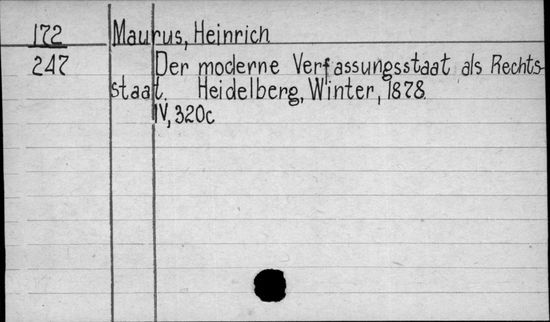 172 Maurus, Heinrich
247 Der moderne Verfassungsstaat als Rechts-
staat. Heidelberg, Winter, 1878.
IV, 320c